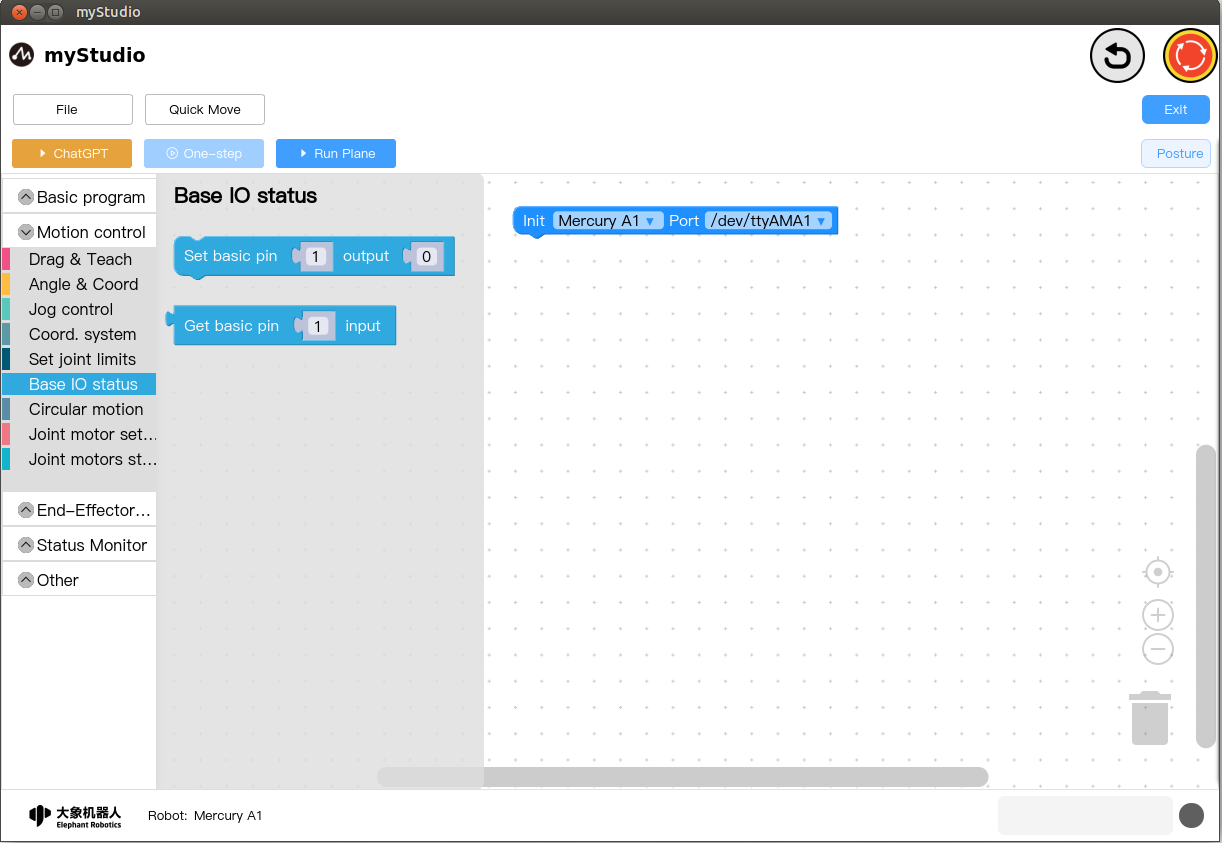 myStudio
myStudio
File
Quick Move
Exit
ChatGPT
One-step
Run Plane
Posture
Basic program
Motion control
Drag & Teach
Angle & Coord
Jog control
Coord. system
Set joint limits
Base IO status
Circular motion
Joint motor set...
Joint motors st...
End-Effector...
Status Monitor
Other
Base IO status
Set basic pin 1 output 0
Get basic pin 1 input
Init Mercury A1 ▾ Port /dev/ttyAMA1 ▾
大象机器人
Elephant Robotics
Robot: Mercury A1